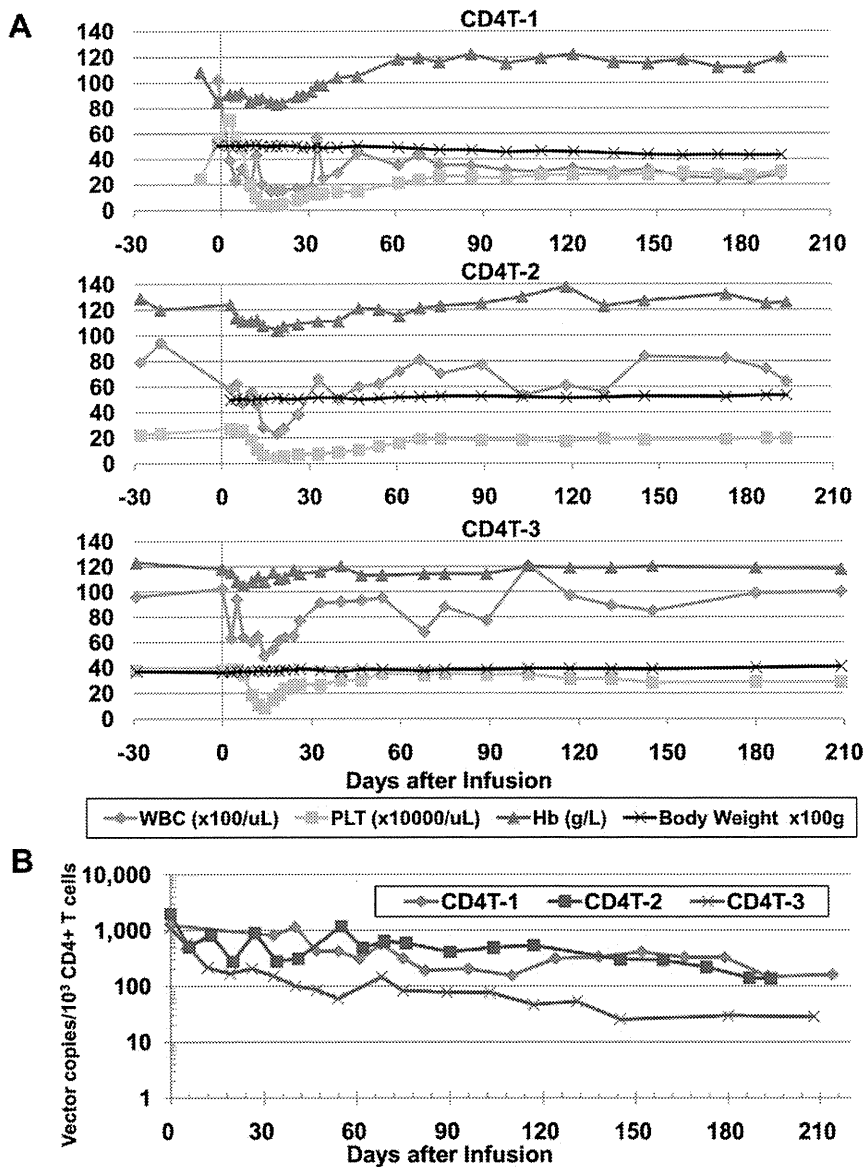 A
CD4T-1
140
120
100
80
60
40
20
0
-30 0 30 60 90 120 150 180 210
CD4T-2
140
120
100
80
60
40
20
0
-30 0 30 60 90 120 150 180 210
CD4T-3
140
120
100
80
60
40
20
0
-30 0 30 60 90 120 150 180 210
Days after Infusion
WBC (x100/uL) PLT (x10000/uL) Hb (g/L) Body Weight x100g
B
Vector copies/10³ CD4+ T cells
10,000
1,000
100
10
1
CD4T-1 CD4T-2 CD4T-3
0 30 60 90 120 150 180 210
Days after Infusion